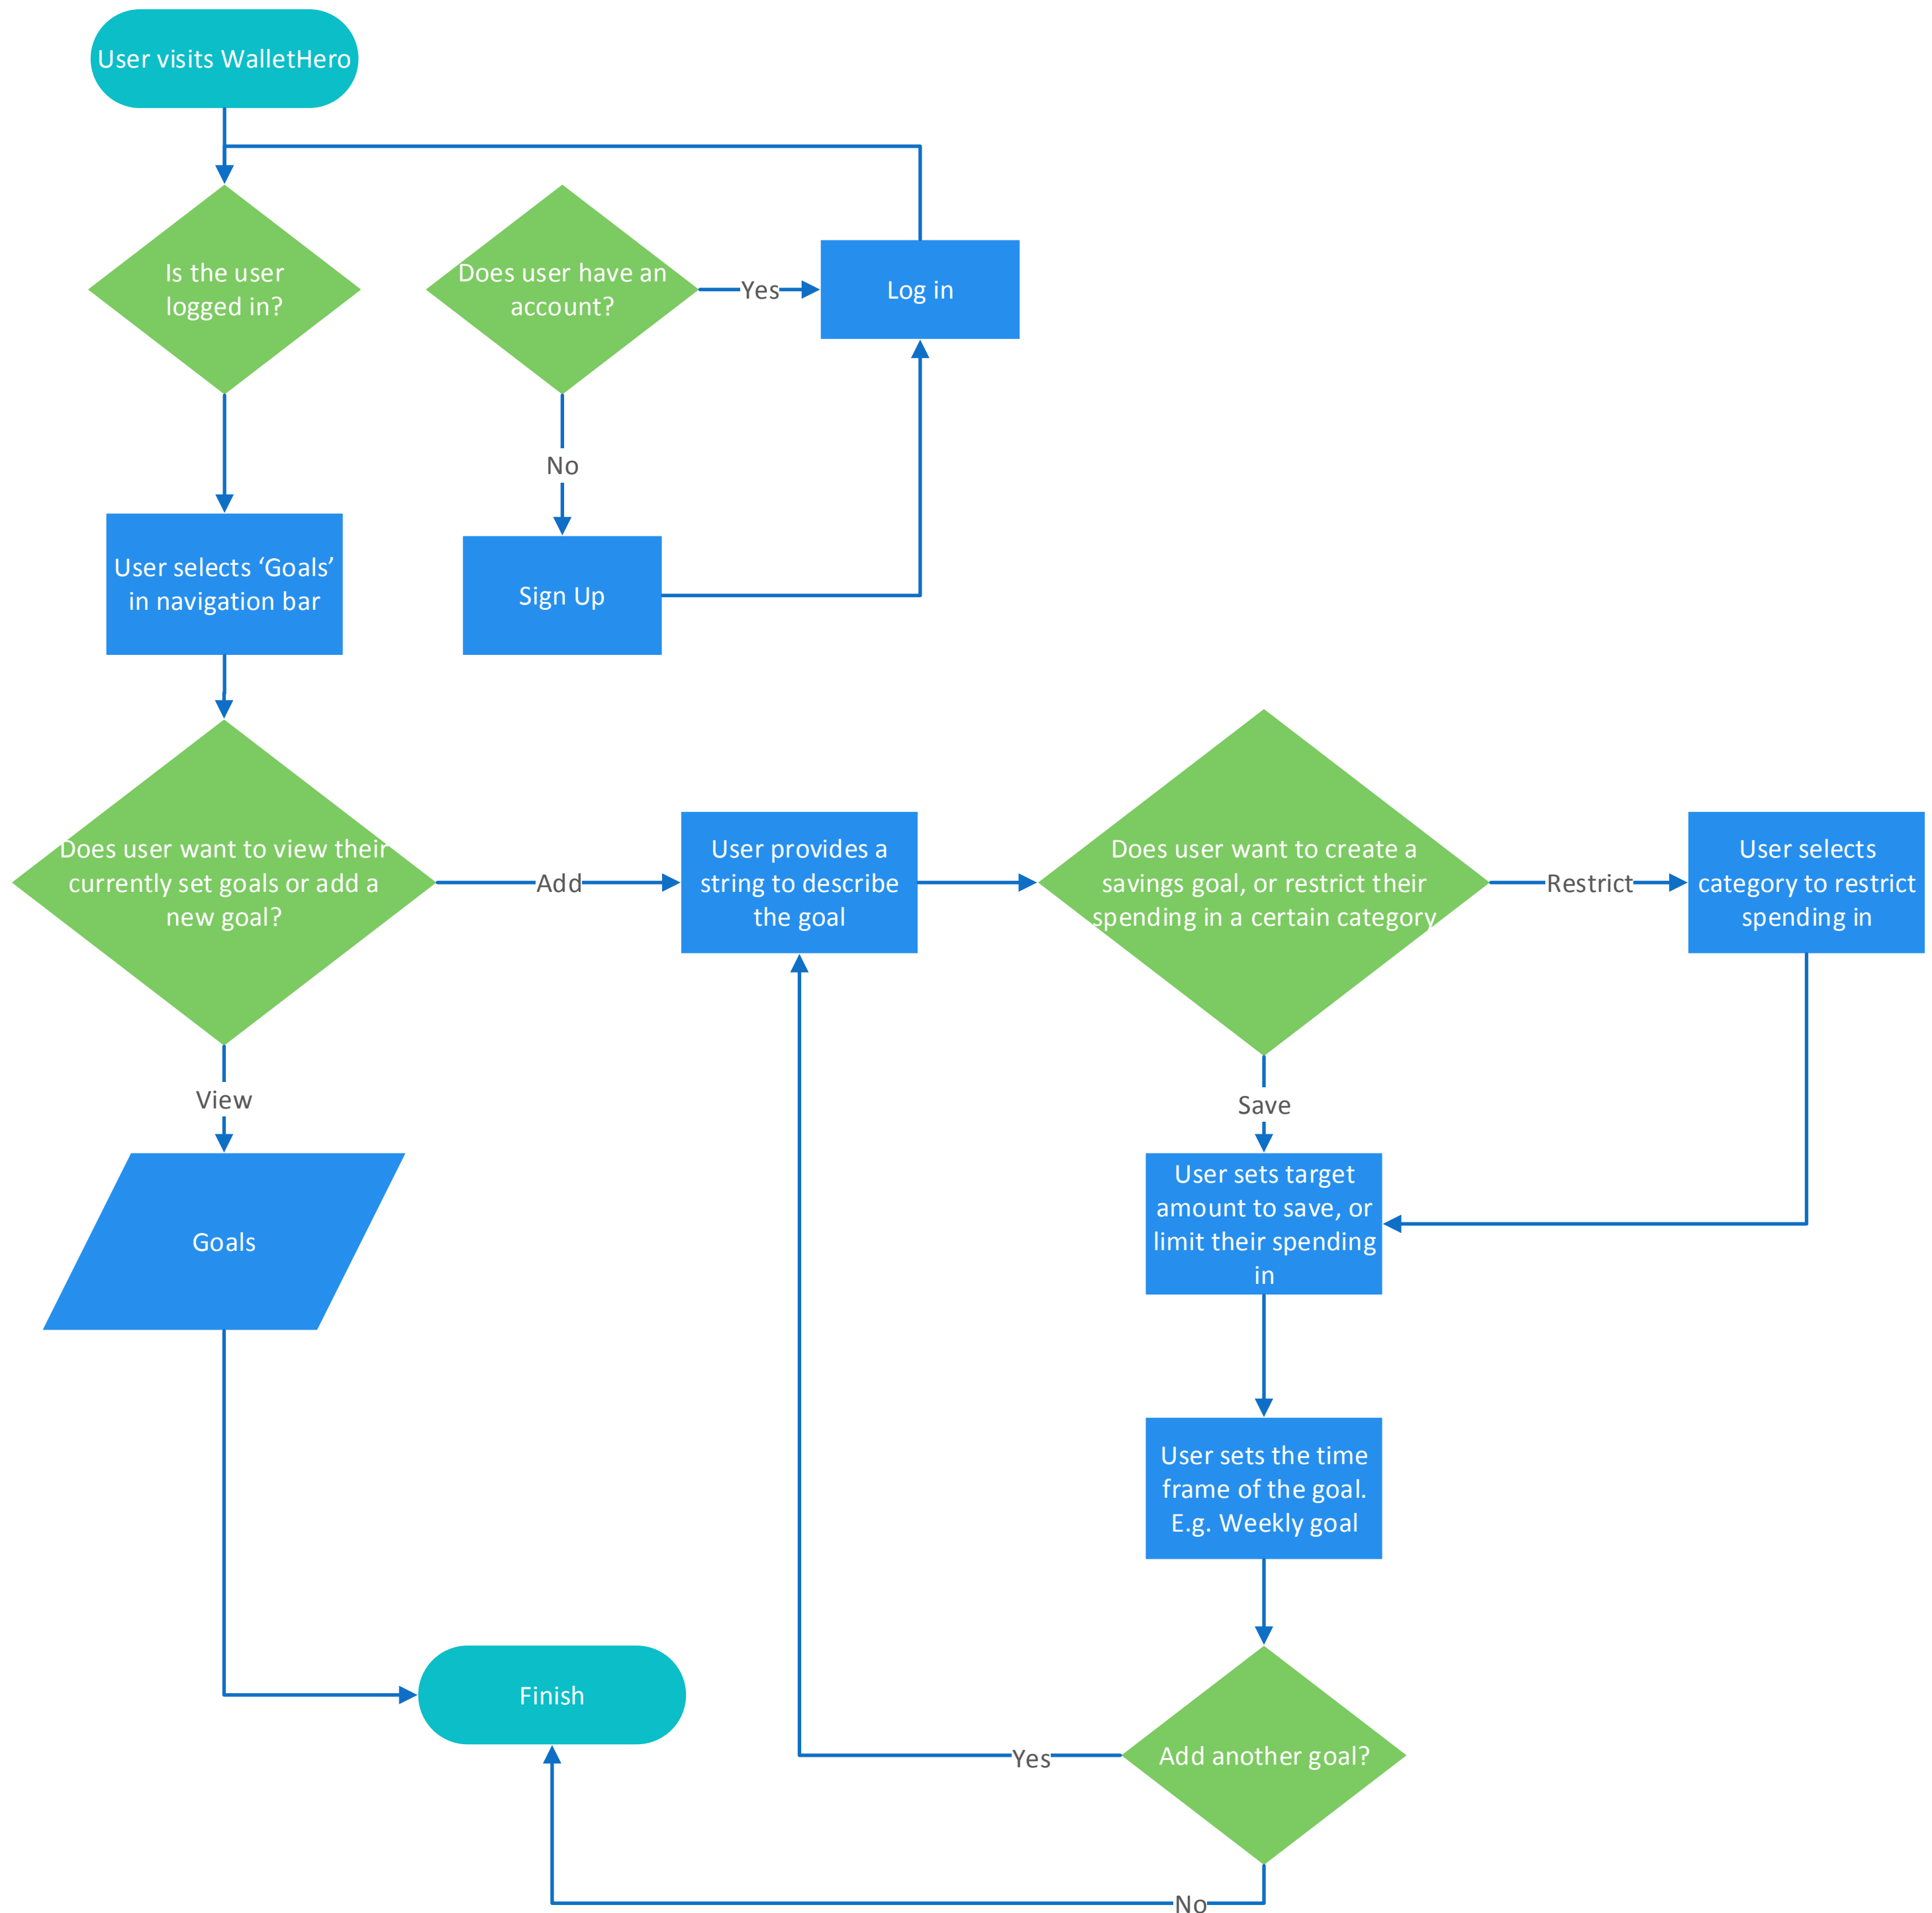 User visits WalletHero
Is the user
logged in?
Does user have an
account?
Yes
Log in
No
User selects ‘Goals’
in navigation bar
Sign Up
Does user want to view their
currently set goals or add a
new goal?
Add
User provides a
string to describe
the goal
Does user want to create a
savings goal, or restrict their
spending in a certain category
Restrict
User selects
category to restrict
spending in
View
Save
Goals
User sets target
amount to save, or
limit their spending
in
User sets the time
frame of the goal.
E.g. Weekly goal
Finish
Yes
Add another goal?
No